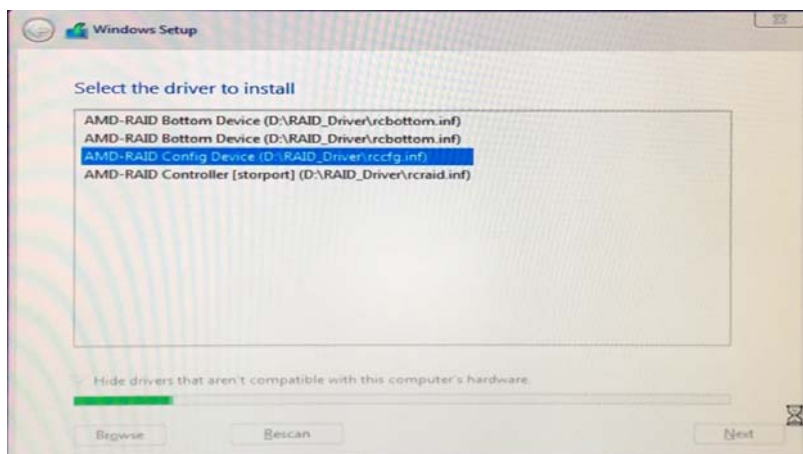 Windows Setup
Select the driver to install
AMD-RAID Bottom Device (D:\RAID_Driver\rcbottom.inf)
AMD-RAID Bottom Device (D:\RAID_Driver\rcbottom.inf)
AMD-RAID Config Device (D:\RAID_Driver\rccfg.inf)
AMD-RAID Controller [storport] (D:\RAID_Driver\rcraid.inf)
Hide drivers that aren't compatible with this computer's hardware.
Browse
Rescan
Next